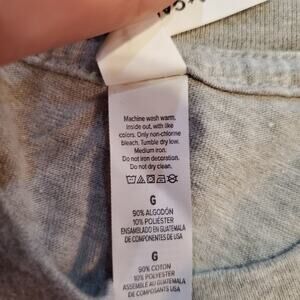 +CAL
Machine wash warm.
Inside out, with like
colors. Only non-chlorine
bleach. Tumble dry low.
Medium iron.
Do not iron decoration.
Do not dry clean.
G
90% ALGODÓN
10% POLIÉSTER
ENSAMBLADO EN GUATEMALA
DE COMPONENTES DE USA
G
90% COTON
10% POLYESTER
ASSEMBLE AU GUATEMALA
DE COMPOSANTS DE USA